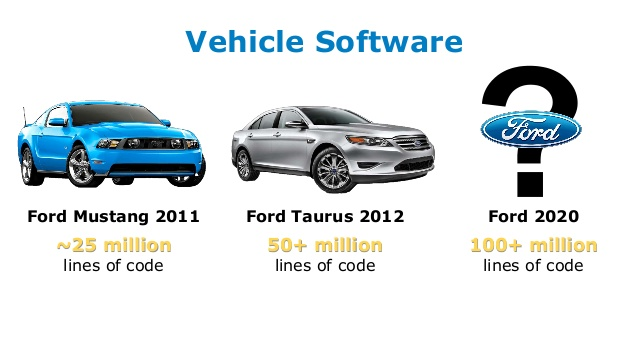 Vehicle Software
Ford
Ford Mustang 2011
~25 million
lines of code
Ford Taurus 2012
50+ million
lines of code
Ford 2020
100+ million
lines of code